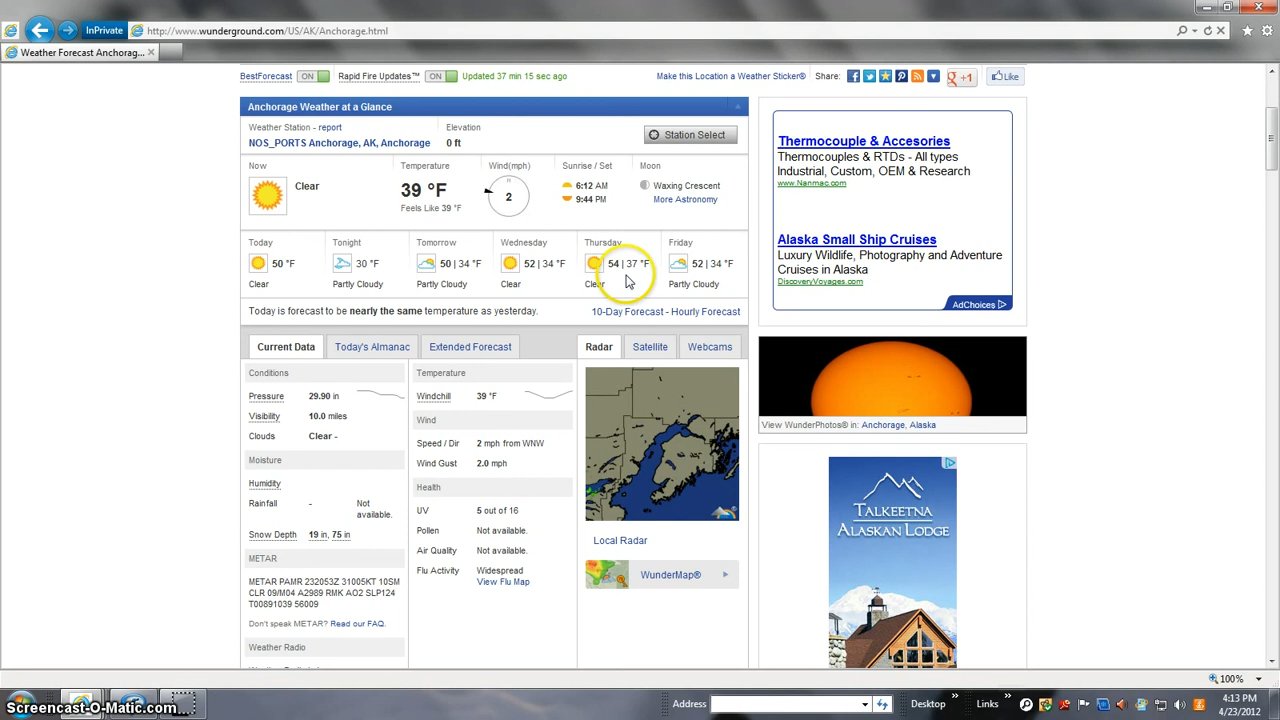 InPrivate
http://www.wunderground.com/US/AK/Anchorage.html
Weather Forecast Anchorag...
BestForecast ON Rapid Fire Updates™ ON Updated 37 min 15 sec ago
Make this Location a Weather Sticker® Share: +1 Like
Anchorage Weather at a Glance
Weather Station - report
NOS_PORTS Anchorage, AK, Anchorage
Elevation
0 ft
Station Select
Now
Clear
Temperature
39 °F
Feels Like 39 °F
Wind(mph)
2
Sunrise / Set
6:12 AM
9:44 PM
Moon
Waxing Crescent
More Astronomy
Today
50 °F
Clear
Tonight
30 °F
Partly Cloudy
Tomorrow
50 | 34 °F
Partly Cloudy
Wednesday
52 | 34 °F
Clear
Thursday
54 | 37 °F
Clear
Friday
52 | 34 °F
Partly Cloudy
Today is forecast to be nearly the same temperature as yesterday.
10-Day Forecast - Hourly Forecast
Current Data Today's Almanac Extended Forecast
Radar Satellite Webcams
Conditions
Pressure 29.90 in
Visibility 10.0 miles
Clouds Clear -
Moisture
Humidity
Rainfall - Not
available.
Snow Depth 19 in, 75 in
METAR
METAR PAMR 232053Z 31005KT 10SM
CLR 09/M04 A2989 RMK AO2 SLP124
T00891039 56009
Don't speak METAR? Read our FAQ.
Weather Radio
Temperature
Windchill 39 °F
Wind
Speed / Dir 2 mph from WNW
Wind Gust 2.0 mph
Health
UV 5 out of 16
Pollen Not available.
Air Quality Not available.
Flu Activity Widespread
View Flu Map
Local Radar
WunderMap®
Thermocouple & Accesories
Thermocouples & RTDs - All types
Industrial, Custom, OEM & Research
www.Nanmac.com
Alaska Small Ship Cruises
Luxury Wildlife, Photography and Adventure
Cruises in Alaska
DiscoveryVoyages.com
AdChoices
View WunderPhotos® in: Anchorage, Alaska
TALKEETNA
ALASKAN LODGE
100%
Screencast-O-Matic.com
Address
Desktop »
Links »
4:13 PM
4/23/2012